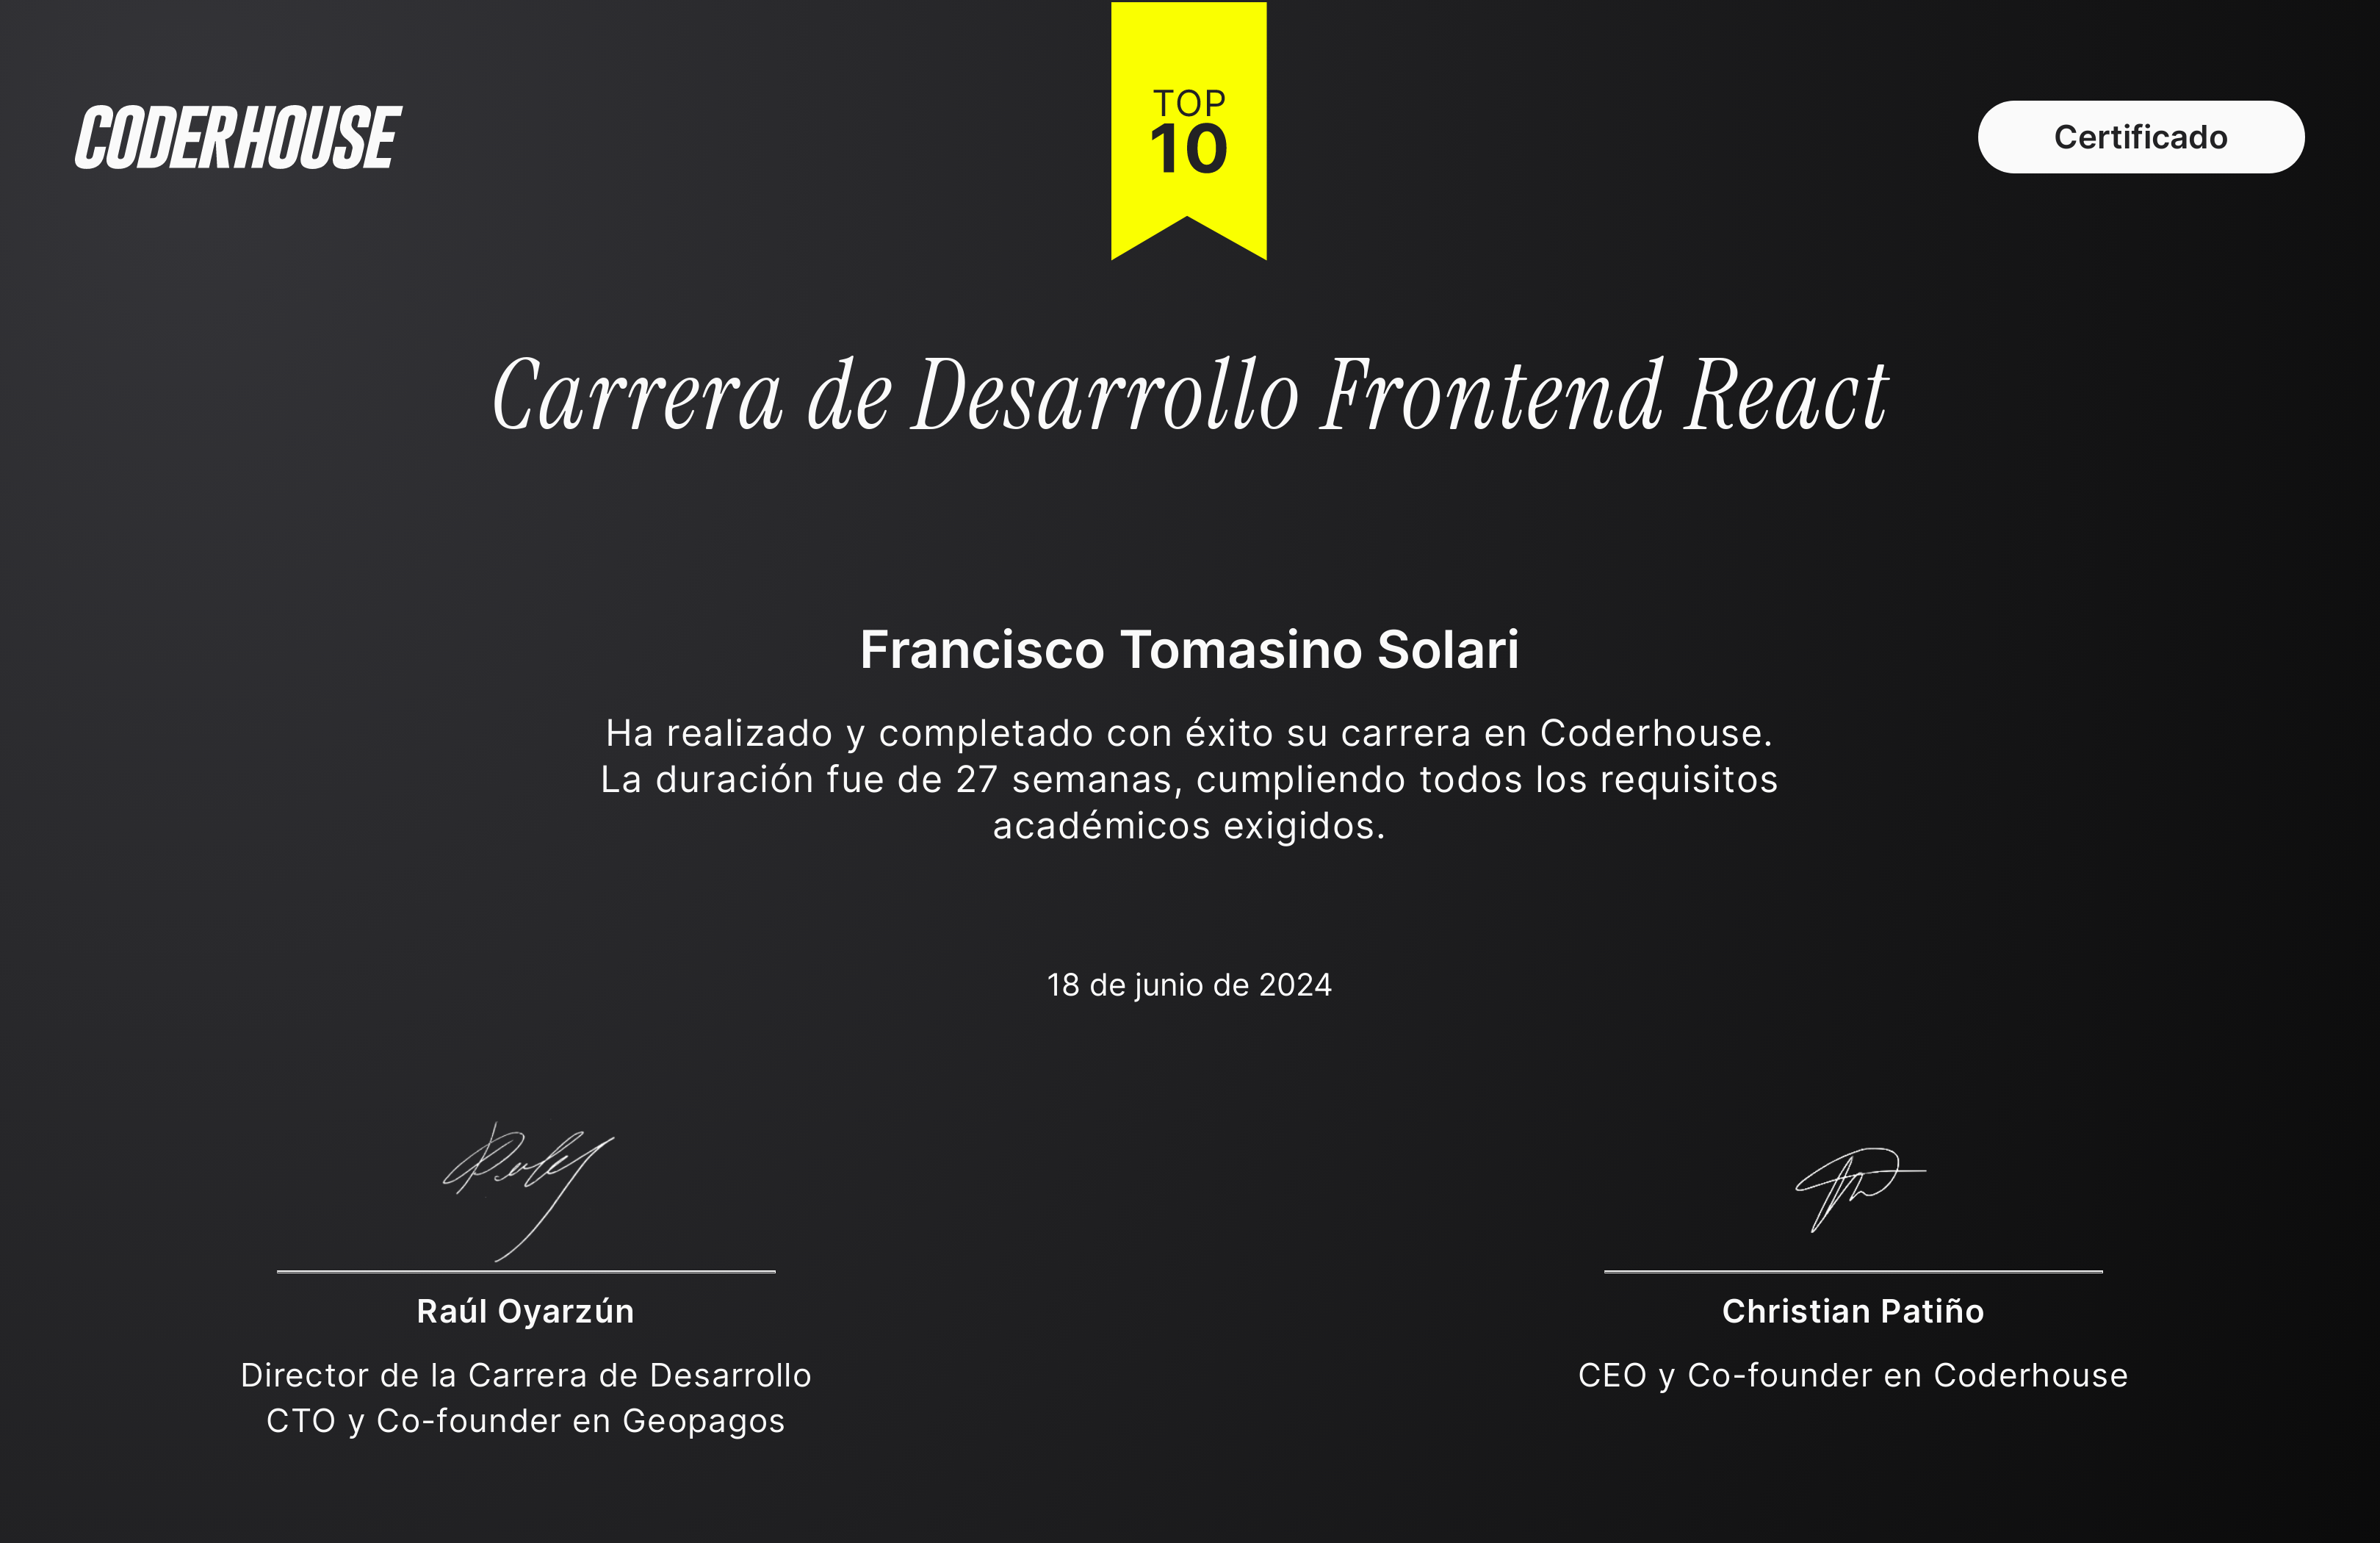 CODERHOUSE
TOP
10
Certificado
Carrera de Desarrollo Frontend React
Francisco Tomasino Solari
Ha realizado y completado con éxito su carrera en Coderhouse.
La duración fue de 27 semanas, cumpliendo todos los requisitos
académicos exigidos.
18 de junio de 2024
Raúl Oyarzún
Director de la Carrera de Desarrollo
CTO y Co-founder en Geopagos
Christian Patiño
CEO y Co-founder en Coderhouse